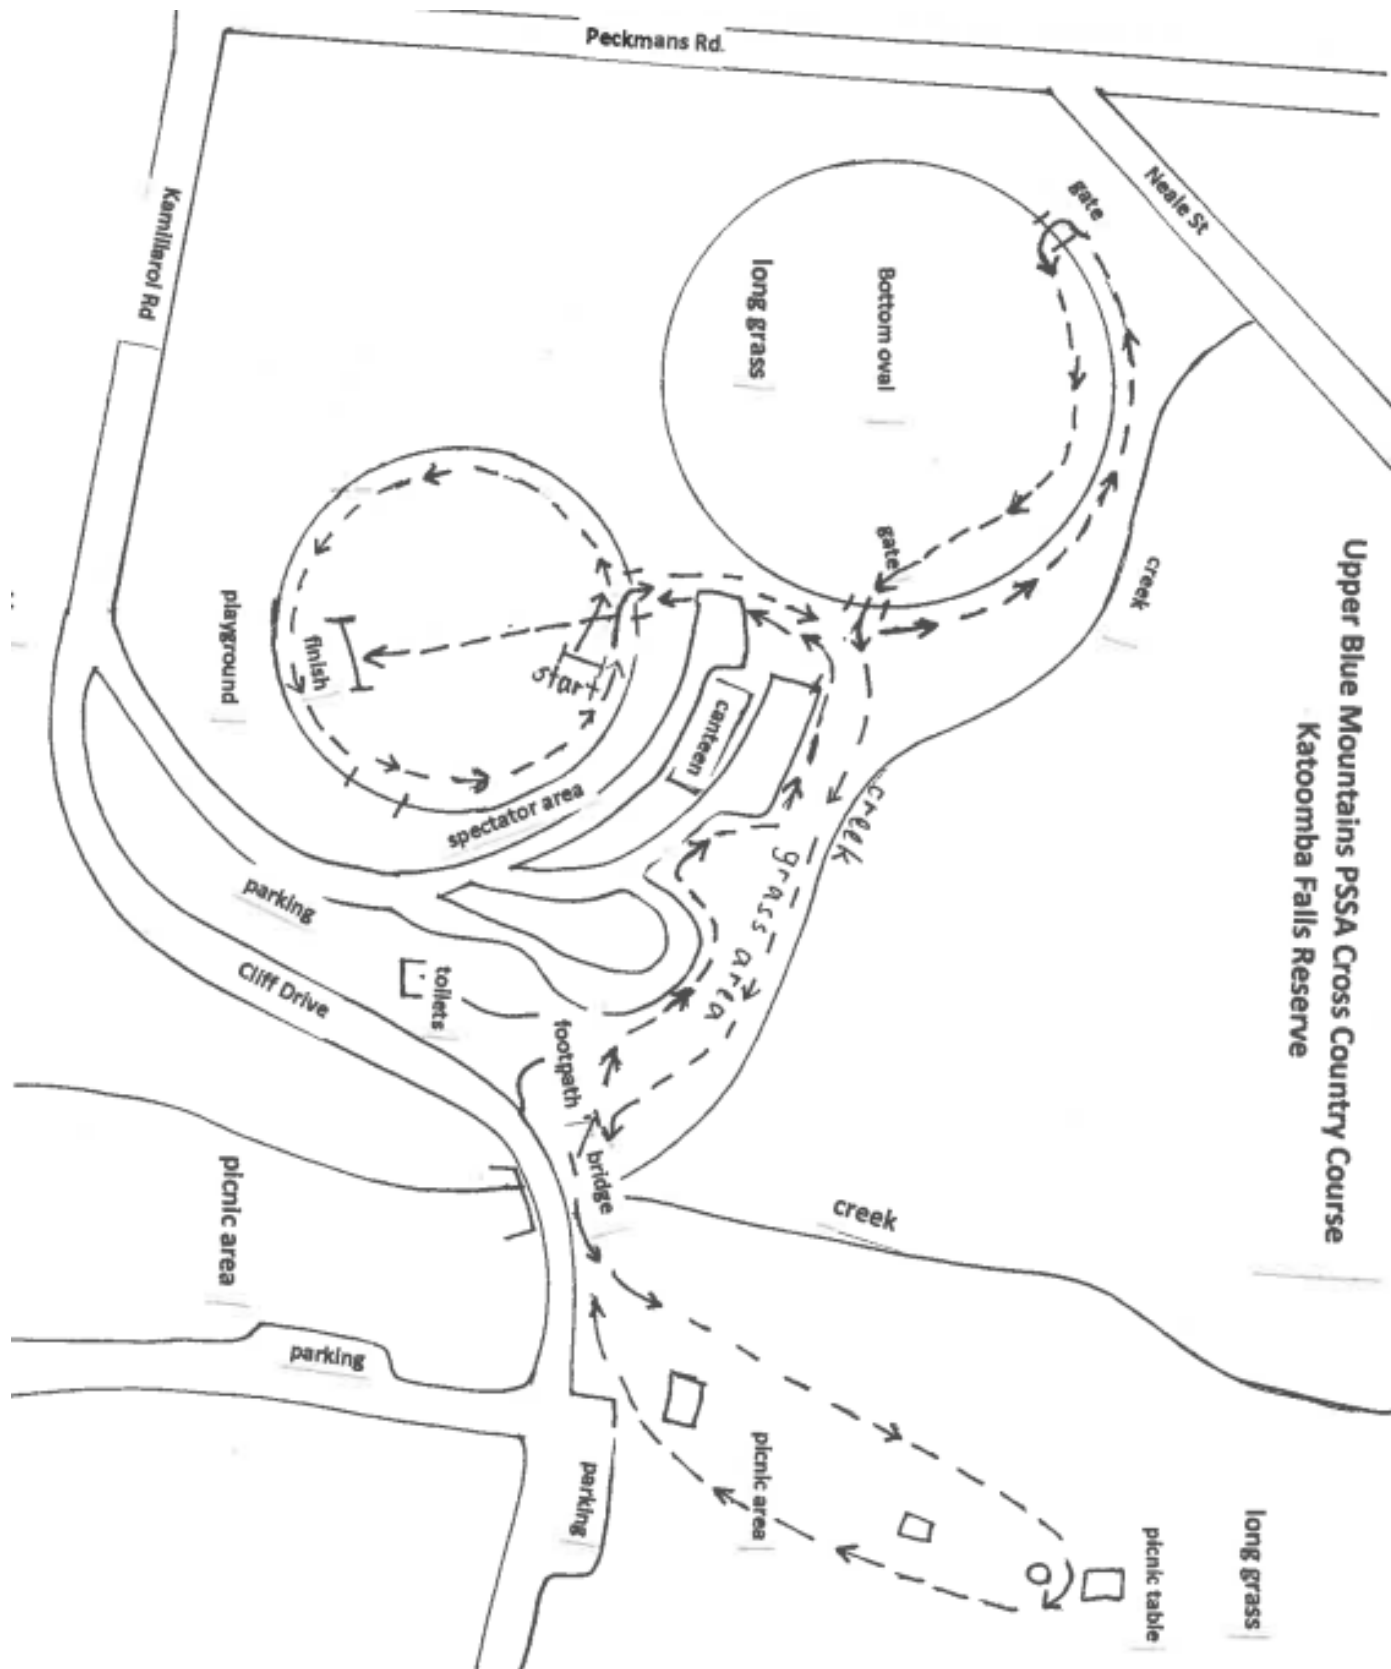 Upper Blue Mountains PSSA Cross Country Course
Katoomba Falls Reserve
Peckmans Rd.
Neale St
gate
Kamillarol Rd
long grass
Bottom oval
gate
creek
playground
finish
start
canteen
spectator area
creek
grass area
parking
toilets
Cliff Drive
footpath
bridge
creek
picnic area
parking
parking
picnic area
picnic table
long grass